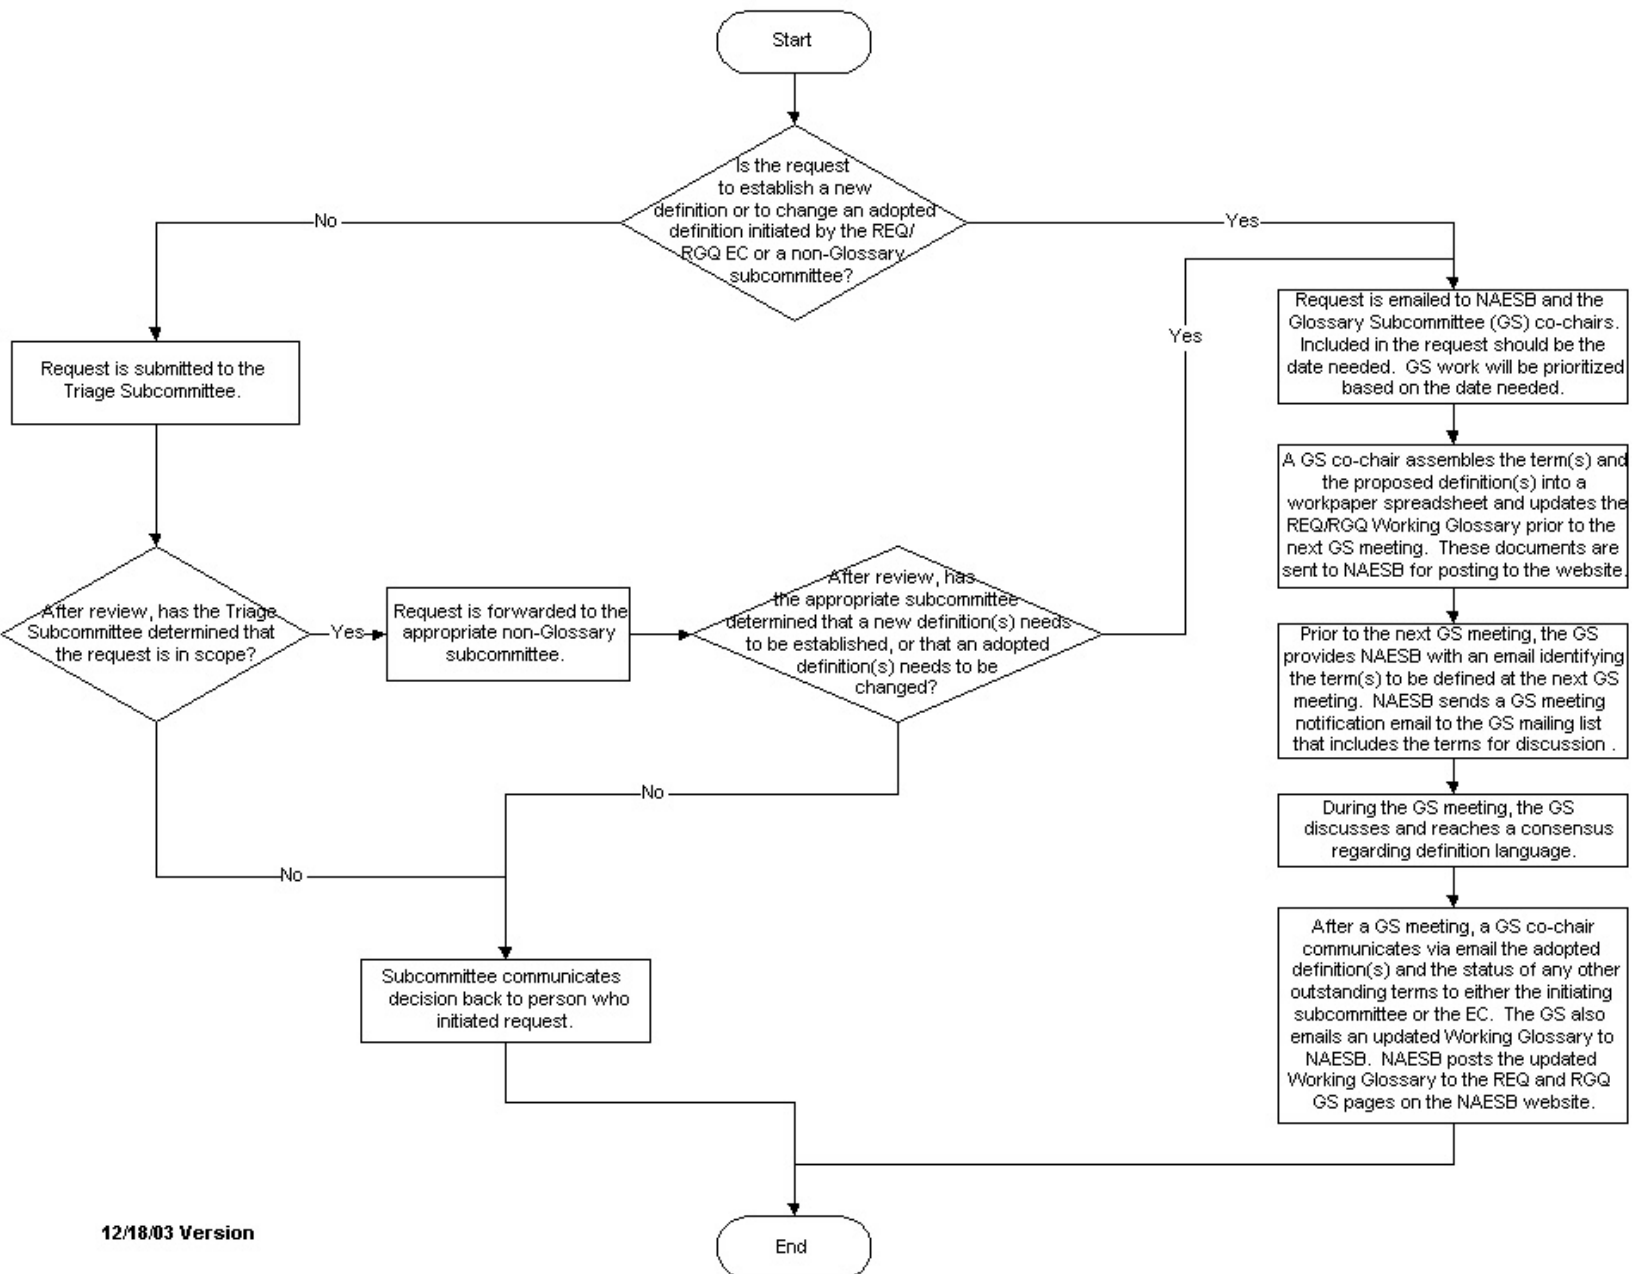 Start
Is the request
to establish a new
definition or to change an adopted
definition initiated by the REQ/
RGQ EC or a non-Glossary
subcommittee?
No
Yes
Request is submitted to the
Triage Subcommittee.
Request is emailed to NAESB and the
Glossary Subcommittee (GS) co-chairs.
Included in the request should be the
date needed. GS work will be prioritized
based on the date needed.
Yes
A GS co-chair assembles the term(s) and
the proposed definition(s) into a
workpaper spreadsheet and updates the
REQ/RGQ Working Glossary prior to the
next GS meeting. These documents are
sent to NAESB for posting to the website.
After review, has the Triage
Subcommittee determined that
the request is in scope?
Yes
Request is forwarded to the
appropriate non-Glossary
subcommittee.
After review, has
the appropriate subcommittee
determined that a new definition(s) needs
to be established, or that an adopted
definition(s) needs to be
changed?
Prior to the next GS meeting, the GS
provides NAESB with an email identifying
the term(s) to be defined at the next GS
meeting. NAESB sends a GS meeting
notification email to the GS mailing list
that includes the terms for discussion .
No
No
During the GS meeting, the GS
discusses and reaches a consensus
regarding definition language.
Subcommittee communicates
decision back to person who
initiated request.
After a GS meeting, a GS co-chair
communicates via email the adopted
definition(s) and the status of any other
outstanding terms to either the initiating
subcommittee or the EC. The GS also
emails an updated Working Glossary to
NAESB. NAESB posts the updated
Working Glossary to the REQ and RGQ
GS pages on the NAESB website.
12/18/03 Version
End